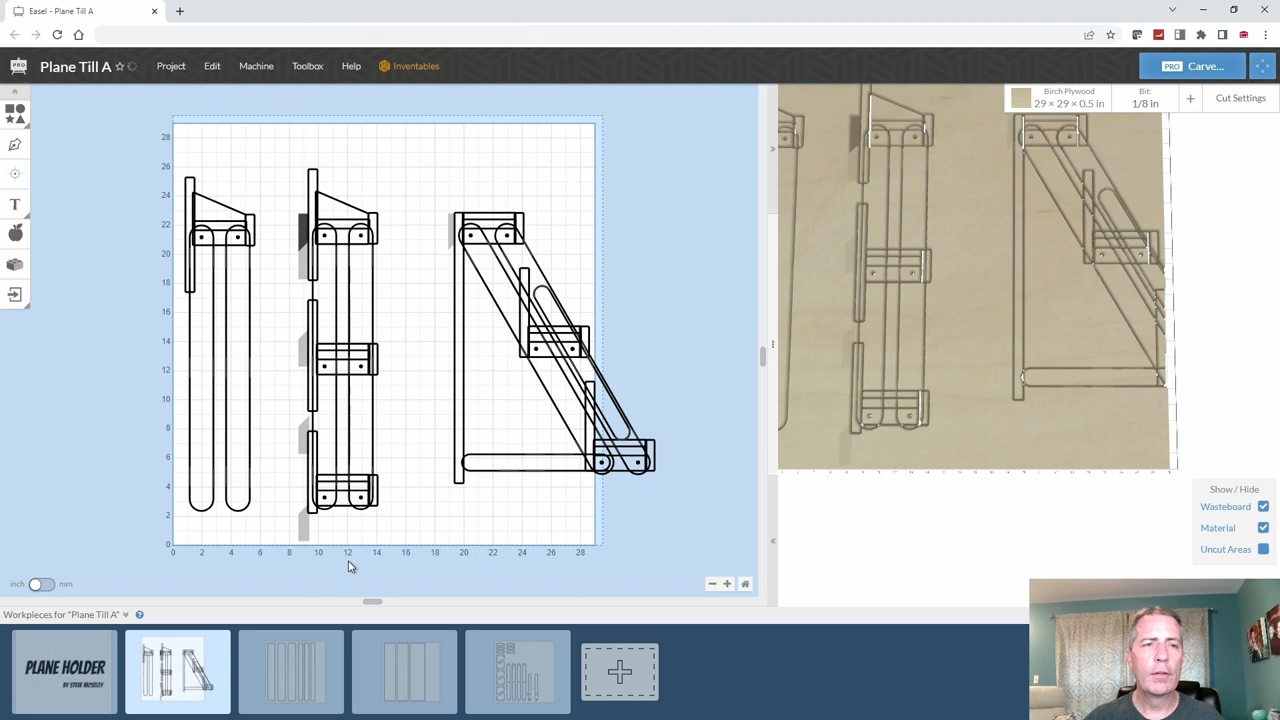 Easel - Plane Till A
PRO
Plane Till A
Project
Edit
Machine
Toolbox
Help
Inventables
PRO Carve...
Birch Plywood
29 × 29 × 0.5 in
Bit:
1/8 in
Cut Settings
T
28
26
24
22
20
18
16
14
12
10
8
6
4
2
0
0 2 4 6 8 10 12 14 16 18 20 22 24 26 28
inch mm
Show / Hide
Wasteboard
Material
Uncut Areas
Workpieces for "Plane Till A"
PLANE HOLDER
BY STEVE MOSELEY